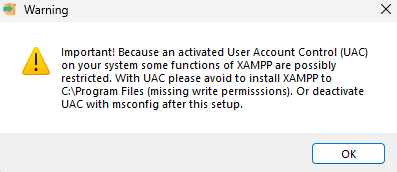 Warning
Important! Because an activated User Account Control (UAC)
on your system some functions of XAMPP are possibly
restricted. With UAC please avoid to install XAMPP to
C:\Program Files (missing write permisssions). Or deactivate
UAC with msconfig after this setup.
OK